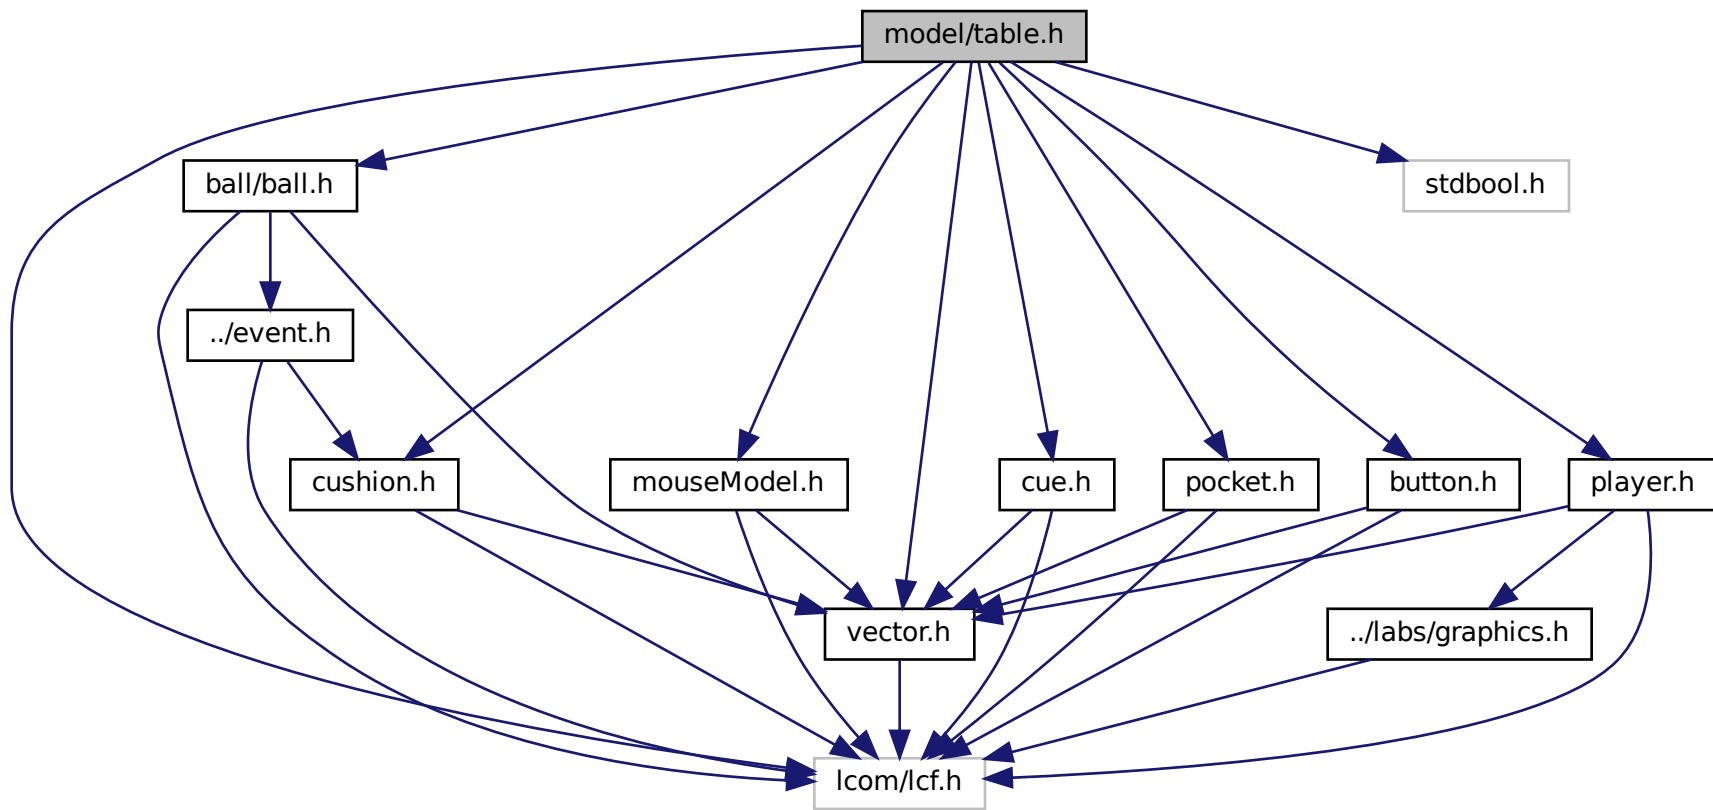 model/table.h
ball/ball.h
stdbool.h
../event.h
cushion.h
mouseModel.h
cue.h
pocket.h
button.h
player.h
vector.h
../labs/graphics.h
lcom/lcf.h